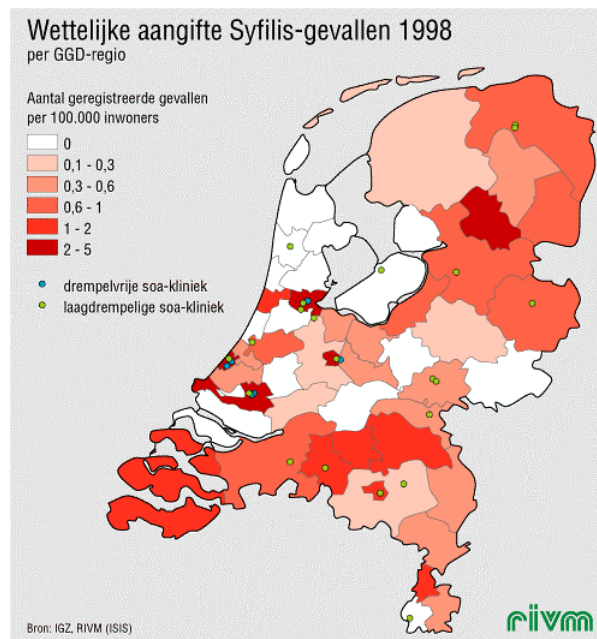 Wettelijke aangifte Syfilis-gevallen 1998
per GGD-regio
Aantal geregistreerde gevallen
per 100.000 inwoners
0
0,1 - 0,3
0,3 - 0,6
0,6 - 1
1 - 2
2 - 5
drempelvrije soa-kliniek
laagdrempelige soa-kliniek
Bron: IGZ, RIVM (ISIS)
rivm